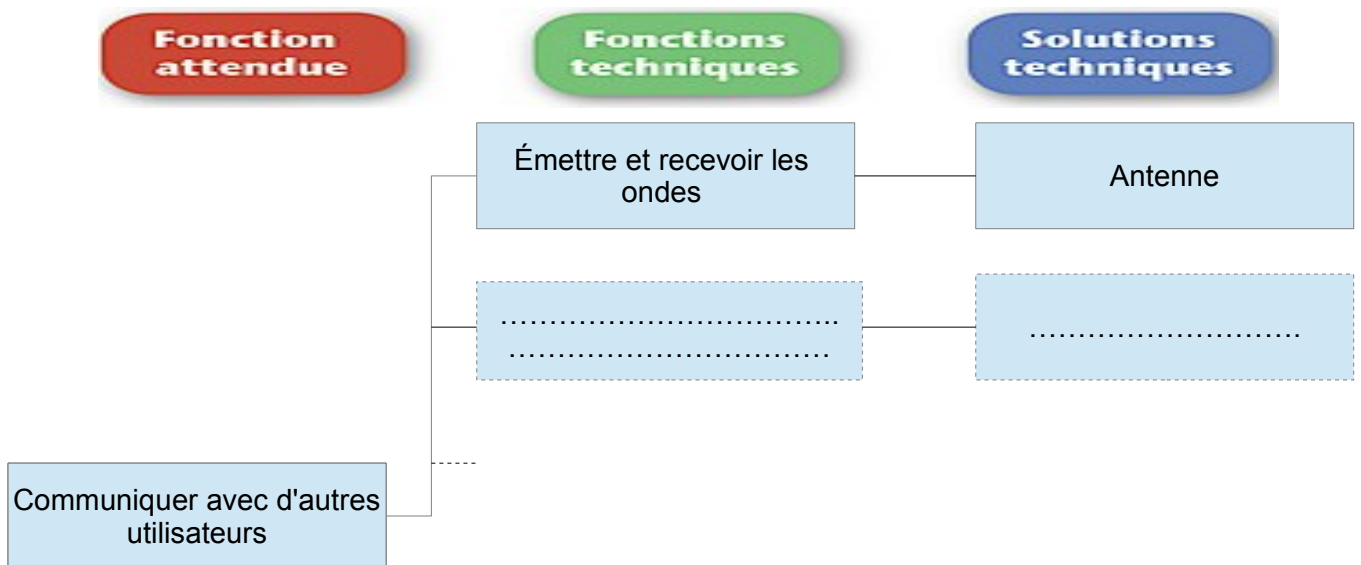 Fonction
attendue
Fonctions
techniques
Solutions
techniques
Émettre et recevoir les
ondes
Antenne
………………………………..
………………………………
……………………….
Communiquer avec d'autres
utilisateurs